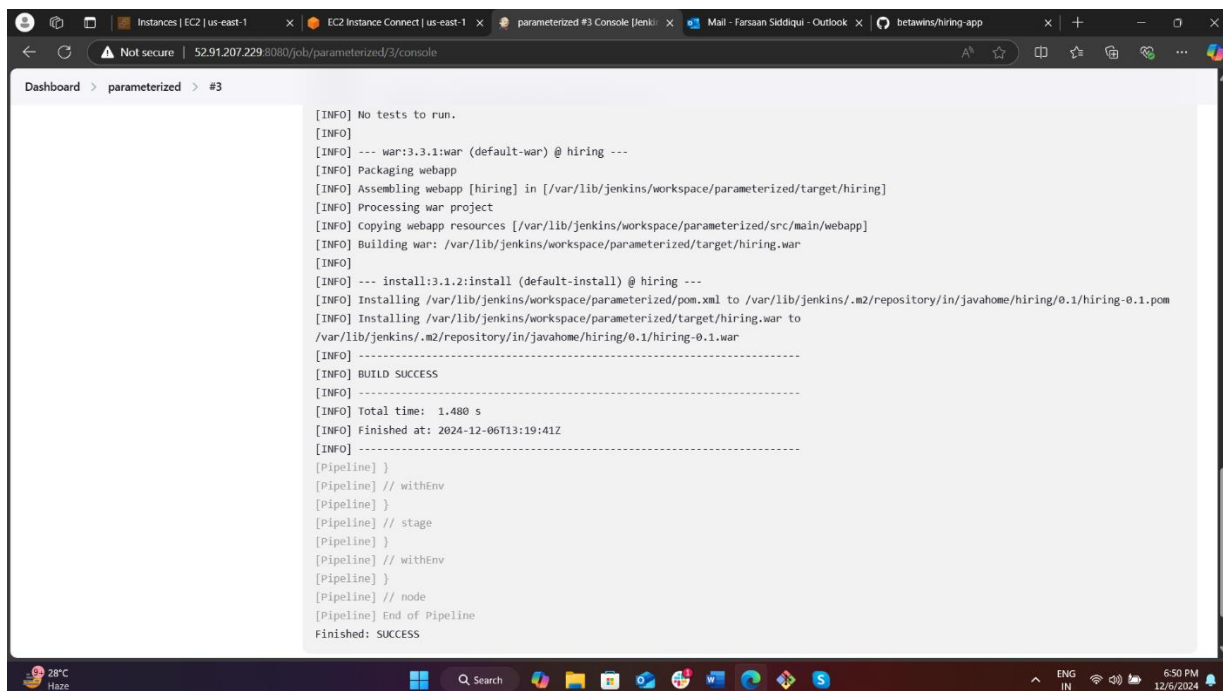 Instances | EC2 | us-east-1
EC2 Instance Connect | us-east-1
parameterized #3 Console [Jenki
Mail - Farsaan Siddiqui - Outlook
betawins/hiring-app
Not secure | 52.91.207.229:8080/job/parameterized/3/console
Dashboard > parameterized > #3
[INFO] No tests to run.
[INFO]
[INFO] --- war:3.3.1:war (default-war) @ hiring ---
[INFO] Packaging webapp
[INFO] Assembling webapp [hiring] in [/var/lib/jenkins/workspace/parameterized/target/hiring]
[INFO] Processing war project
[INFO] Copying webapp resources [/var/lib/jenkins/workspace/parameterized/src/main/webapp]
[INFO] Building war: /var/lib/jenkins/workspace/parameterized/target/hiring.war
[INFO]
[INFO] --- install:3.1.2:install (default-install) @ hiring ---
[INFO] Installing /var/lib/jenkins/workspace/parameterized/pom.xml to /var/lib/jenkins/.m2/repository/in/javahome/hiring/0.1/hiring-0.1.pom
[INFO] Installing /var/lib/jenkins/workspace/parameterized/target/hiring.war to
/var/lib/jenkins/.m2/repository/in/javahome/hiring/0.1/hiring-0.1.war
[INFO] ------------------------------------------------------------------------
[INFO] BUILD SUCCESS
[INFO] ------------------------------------------------------------------------
[INFO] Total time:  1.480 s
[INFO] Finished at: 2024-12-06T13:19:41Z
[INFO] ------------------------------------------------------------------------
[Pipeline] }
[Pipeline] // withEnv
[Pipeline] }
[Pipeline] // stage
[Pipeline] }
[Pipeline] // withEnv
[Pipeline] }
[Pipeline] // node
[Pipeline] End of Pipeline
Finished: SUCCESS
9+
28°C
Haze
Search
ENG
IN
6:50 PM
12/6/2024